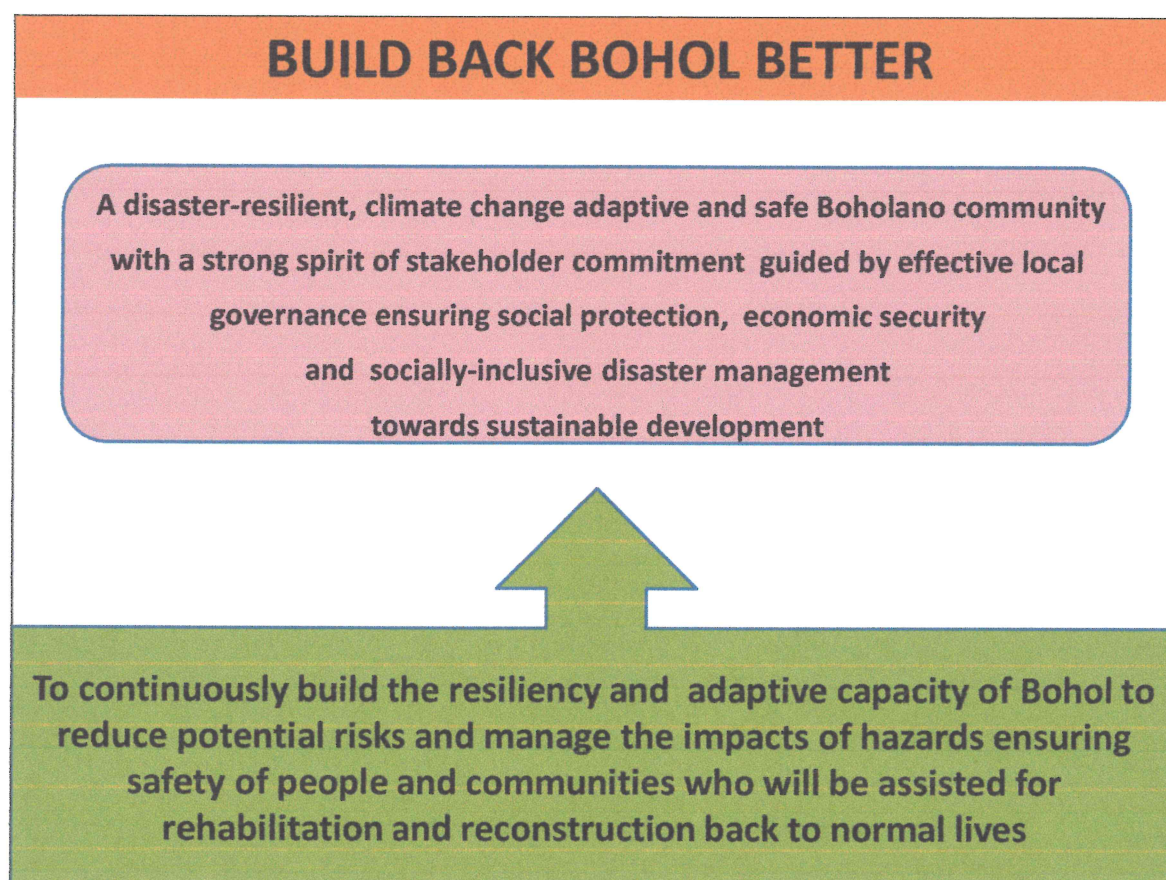 BUILD BACK BOHOL BETTER
A disaster-resilient, climate change adaptive and safe Boholano community
with a strong spirit of stakeholder commitment guided by effective local
governance ensuring social protection, economic security
and socially-inclusive disaster management
towards sustainable development
To continuously build the resiliency and adaptive capacity of Bohol to
reduce potential risks and manage the impacts of hazards ensuring
safety of people and communities who will be assisted for
rehabilitation and reconstruction back to normal lives